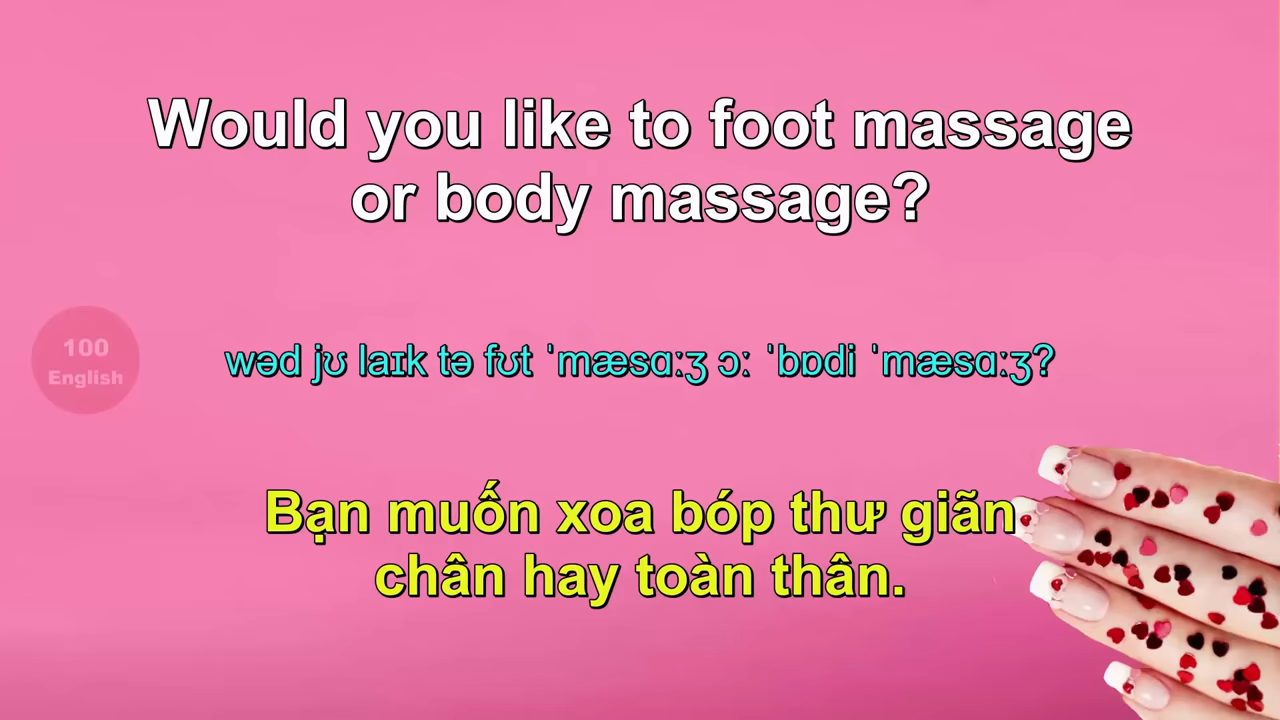 Would you like to foot massage
or body massage?
100
English
wəd jʊ laɪk tə fʊt ˈmæsɑːʒ ɔː ˈbɒdi ˈmæsɑːʒ?
Bạn muốn xoa bóp thư giãn
chân hay toàn thân.